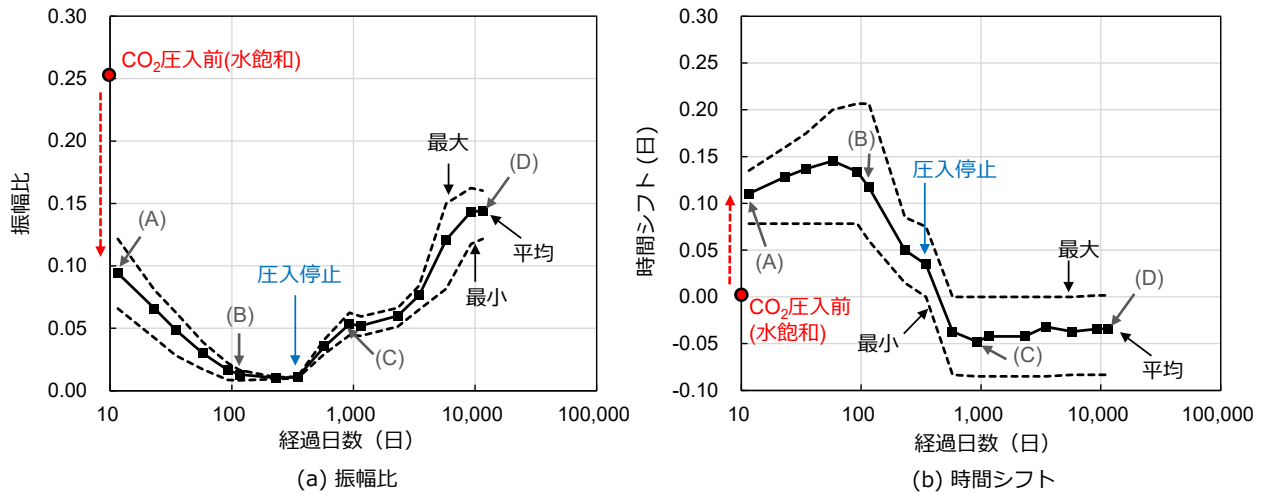 0.30
0.25
0.20
0.15
0.10
0.05
0.00
振幅比
CO₂圧入前(水飽和)
(A)
(B)
圧入停止
(C)
最大
(D)
平均
最小
10
100
1,000
10,000
100,000
経過日数（日）
(a) 振幅比
0.30
0.25
0.20
0.15
0.10
0.05
0.00
-0.05
-0.10
時間シフト（日）
(A)
CO₂圧入前
(水飽和)
(B)
圧入停止
最小
最大
(C)
(D)
平均
10
100
1,000
10,000
100,000
経過日数（日）
(b) 時間シフト